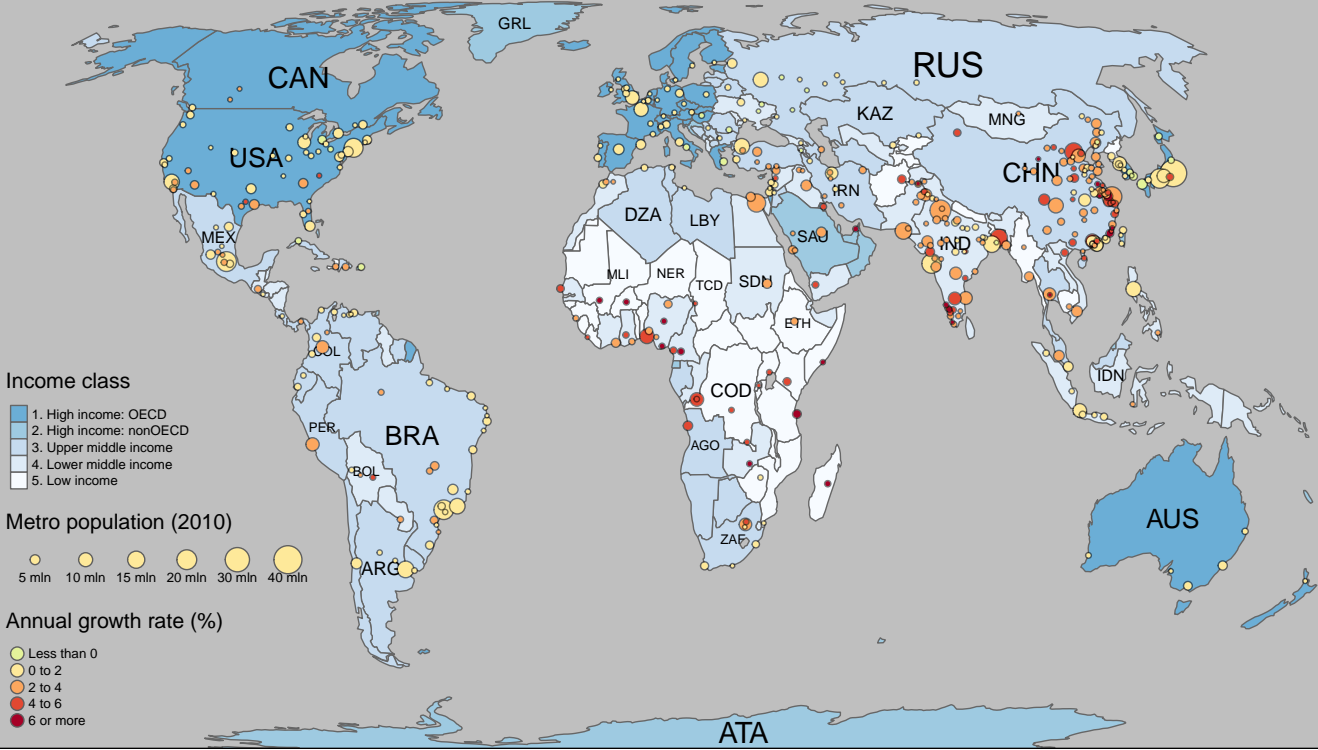 GRL
CAN
RUS
KAZ
MNG
USA
CHN
IRN
DZA
LBY
SAU
IND
MEX
MLI
NER
TCD
SDN
ETH
COL
COD
IDN
PER
BRA
AGO
BOL
AUS
ZAF
ARG
ATA
Income class
1. High income: OECD
2. High income: nonOECD
3. Upper middle income
4. Lower middle income
5. Low income
Metro population (2010)
5 mln 10 mln 15 mln 20 mln 30 mln 40 mln
Annual growth rate (%)
Less than 0
0 to 2
2 to 4
4 to 6
6 or more